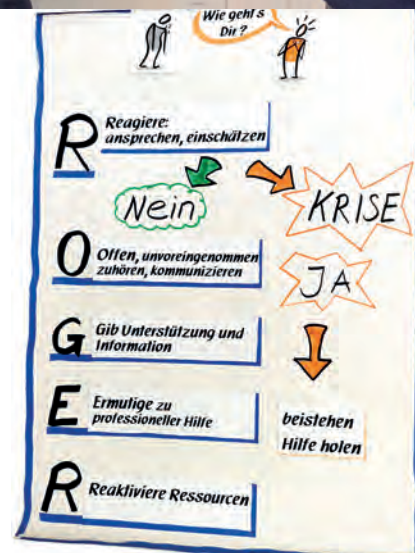 Wie geht's
Dir?
R Reagiere:
ansprechen, einschätzen
Nein
KRISE
O Offen, unvoreingenommen
zuhören, kommunizieren
JA
G Gib Unterstützung und
Information
E Ermutige zu
professioneller Hilfe
beistehen
Hilfe holen
R Reaktiviere Ressourcen